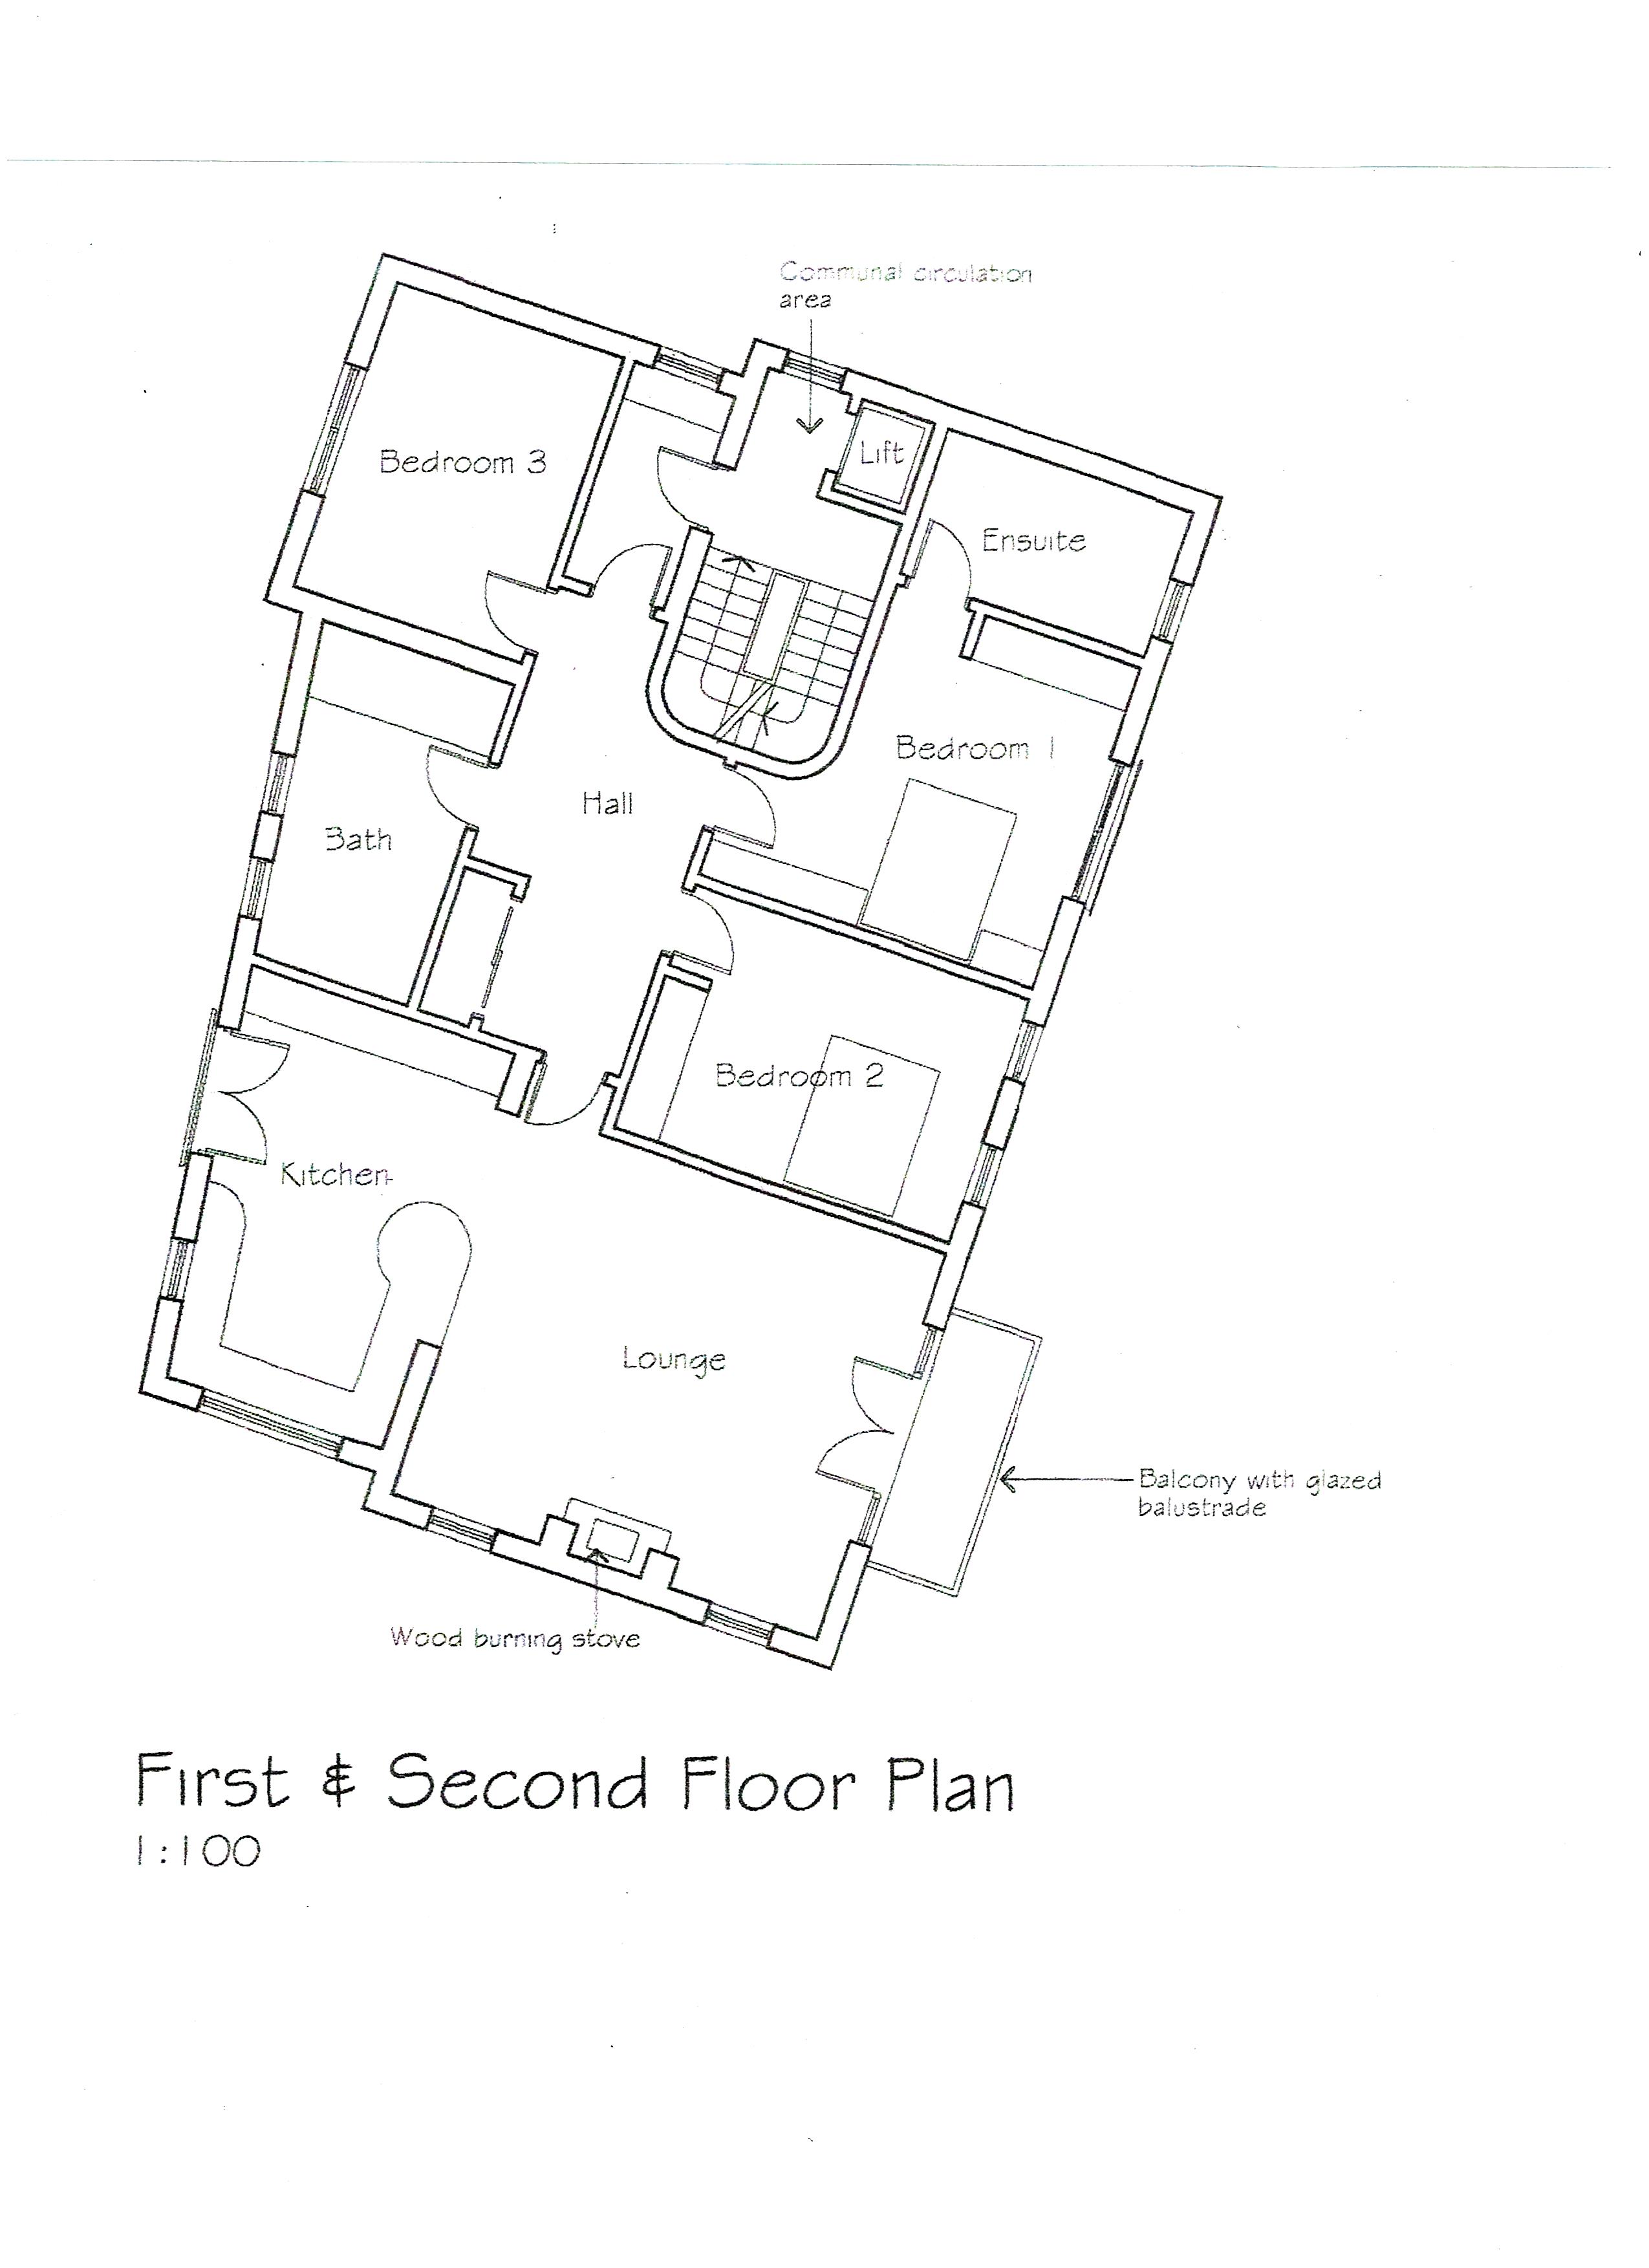 Communal circulation
area
Lift
Bedroom 3
Ensuite
Bedroom 1
Hall
Bath
Bedroom 2
Kitchen
Lounge
Balcony with glazed
balustrade
Wood burning stove
First & Second Floor Plan
1:100